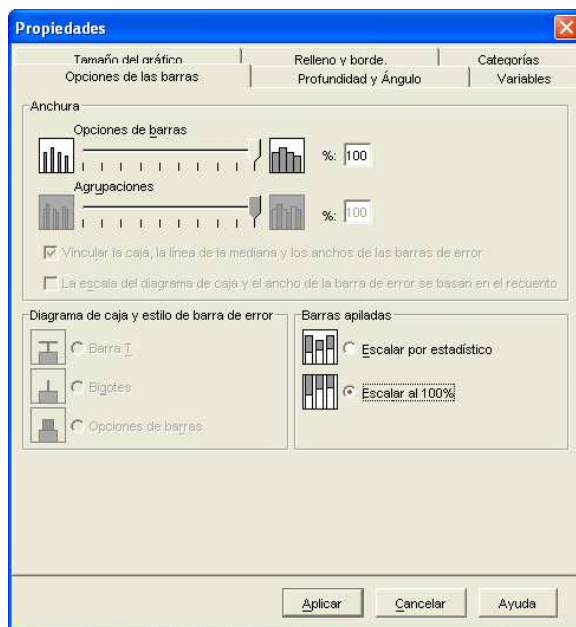 Propiedades
Tamaño del gráfico Relleno y borde. Categorías
Opciones de las barras Profundidad y Ángulo Variables
Anchura
Opciones de barras
%: 100
Agrupaciones
%: 100
Vincular la caja, la línea de la mediana y los anchos de las barras de error
La escala del diagrama de caja y el ancho de la barra de error se basan en el recuento
Diagrama de caja y estilo de barra de error
Barra T
Bigotes
Opciones de barras
Barras apiladas
Escalar por estadístico
Escalar al 100%
Aplicar Cancelar Ayuda